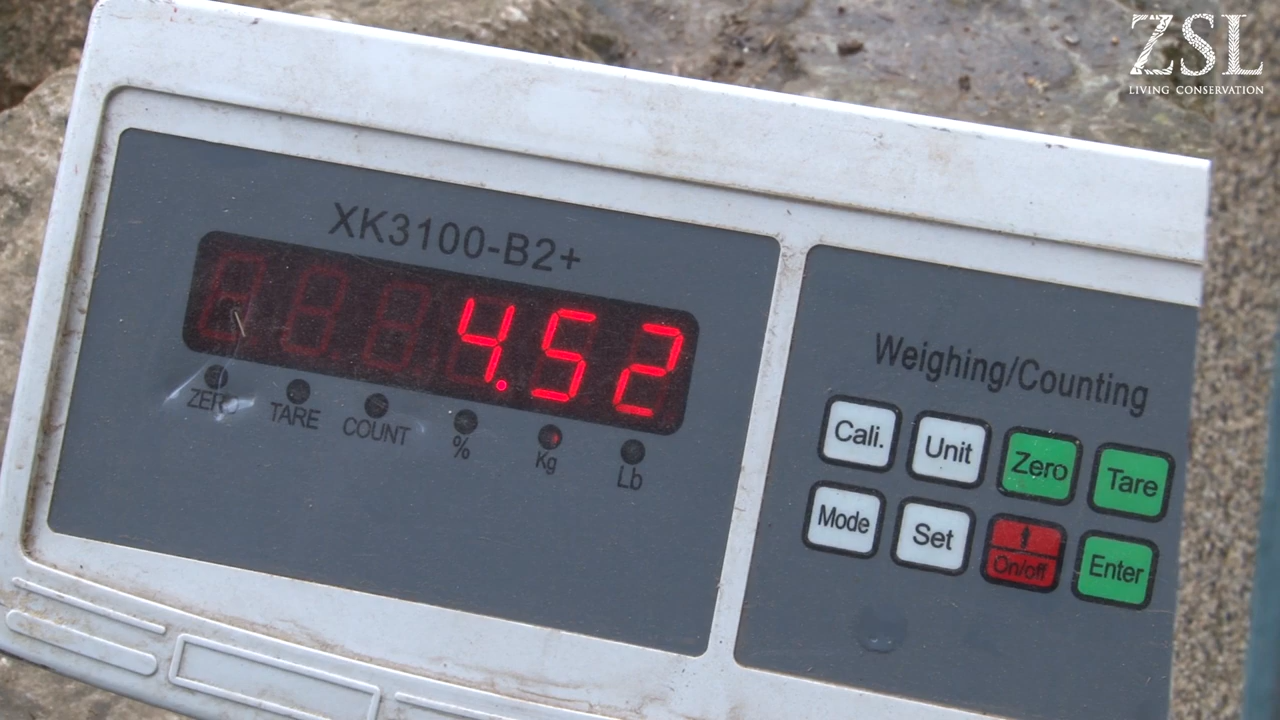 ZSL
LIVING CONSERVATION
XK3100-B2+
4.52
ZERO TARE COUNT % Kg Lb
Weighing/Counting
Cali. Unit Zero Tare
Mode Set On/off Enter